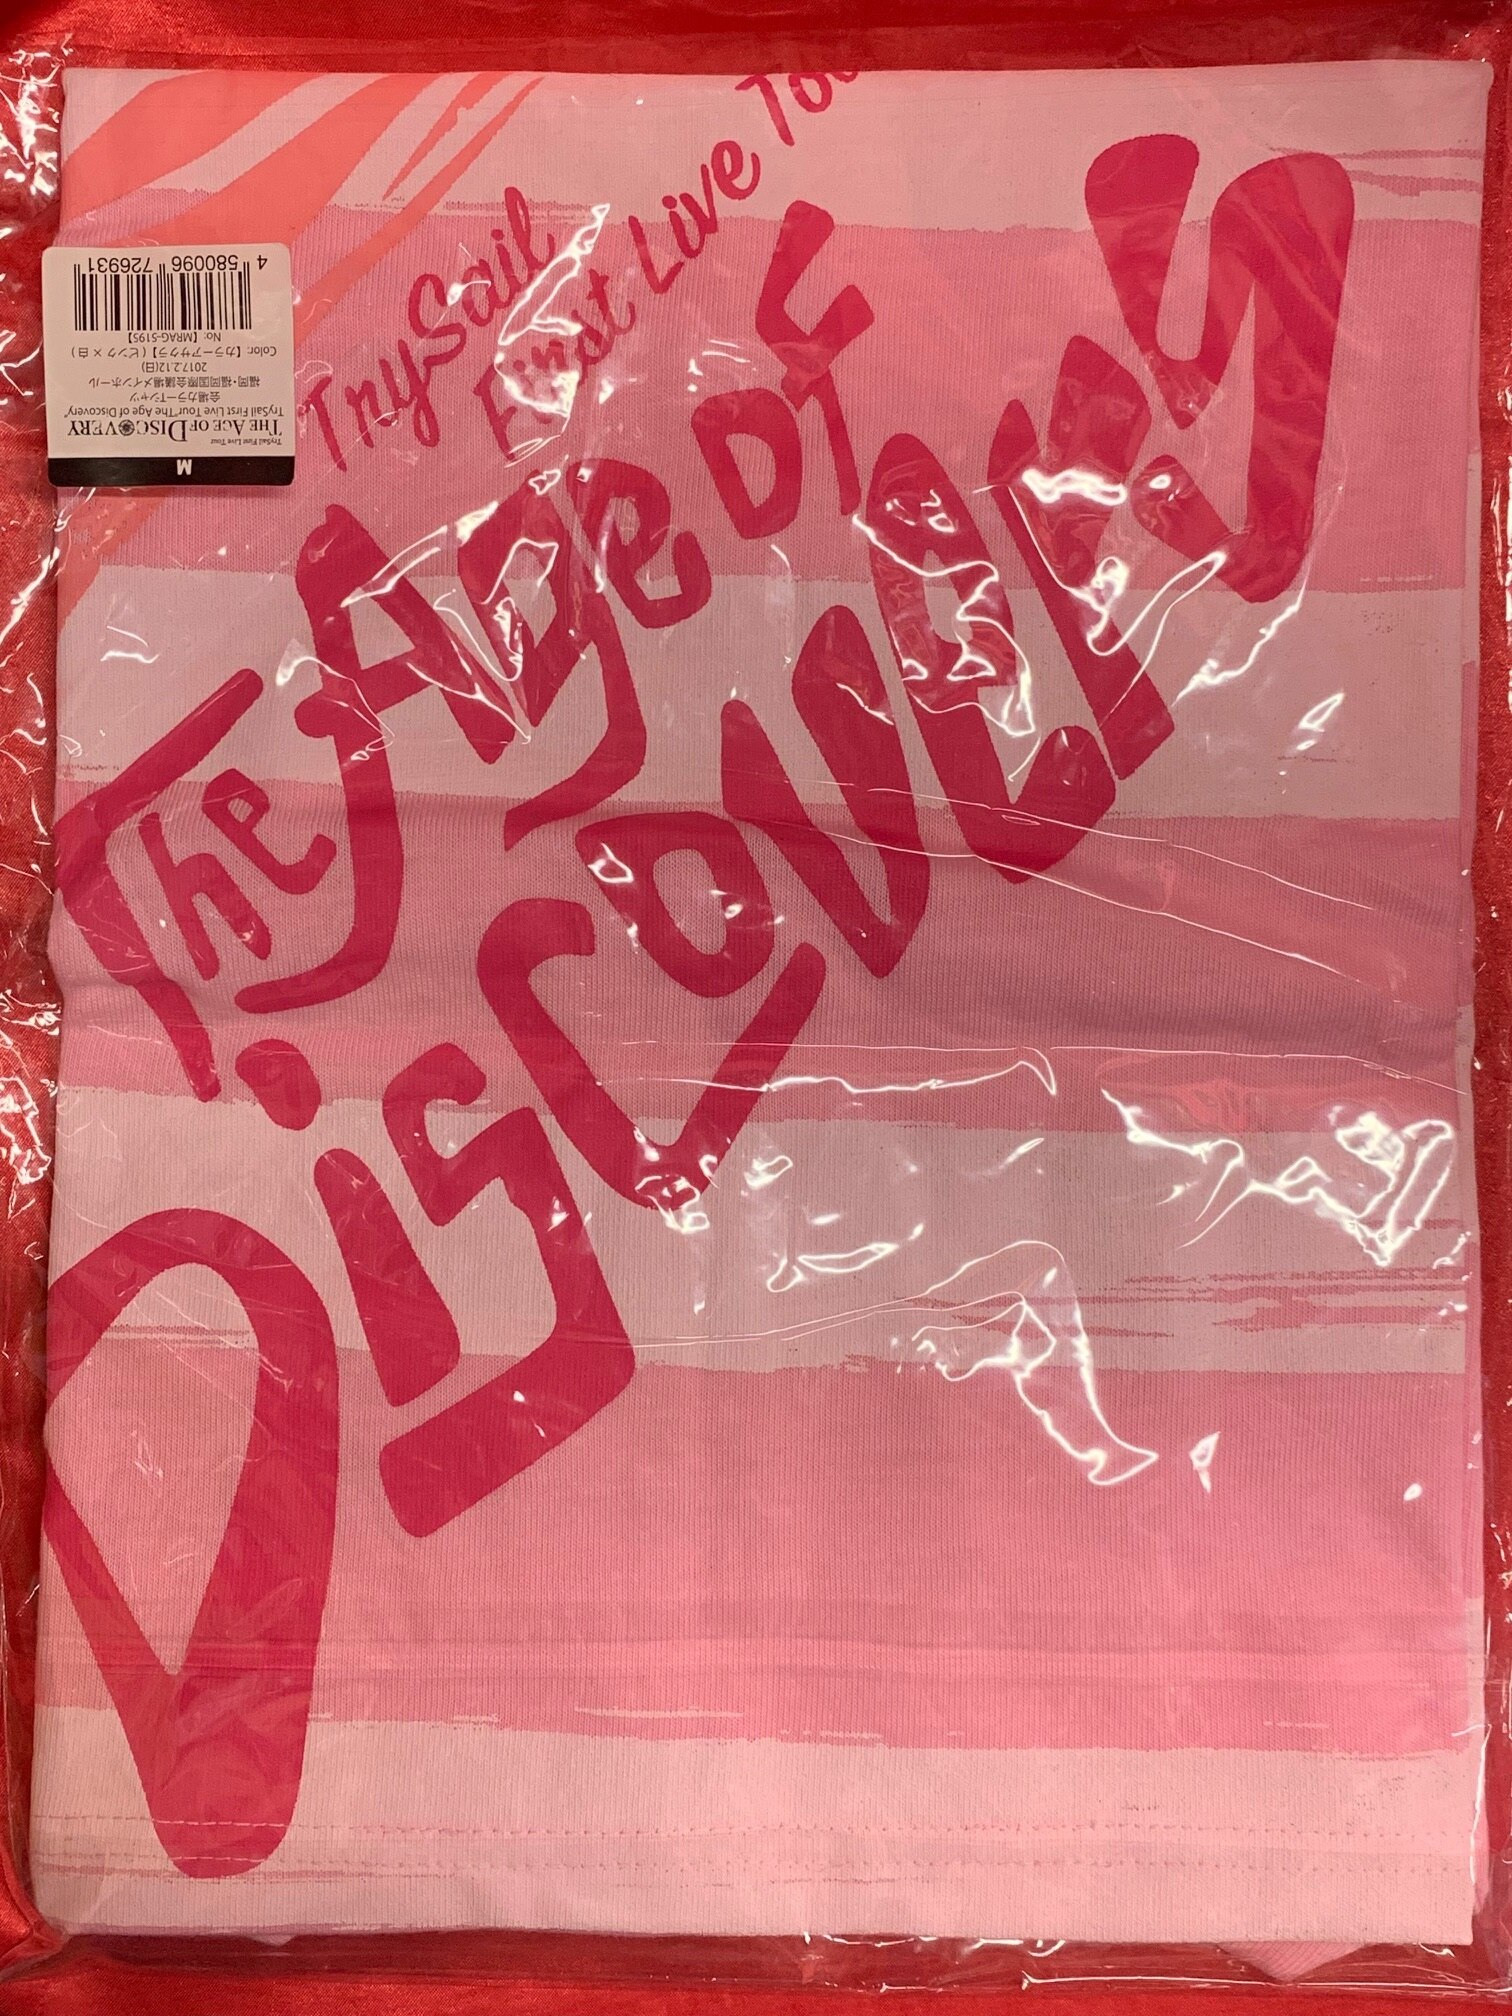 TrySail
First Live Tou
The Age OF
DiSCOVERY
M
TrySail First Live Tour
THE AGE OF DISCOVERY
TrySail First Live Tour"The Age of Discovery"
会場カラーTシャツ
福岡・福岡国際会議場メインホール
2017.2.12(日)
Color:【カラーアサクラ】(ピンク×白)
No:【MRAG-5195】
4 580096 726931